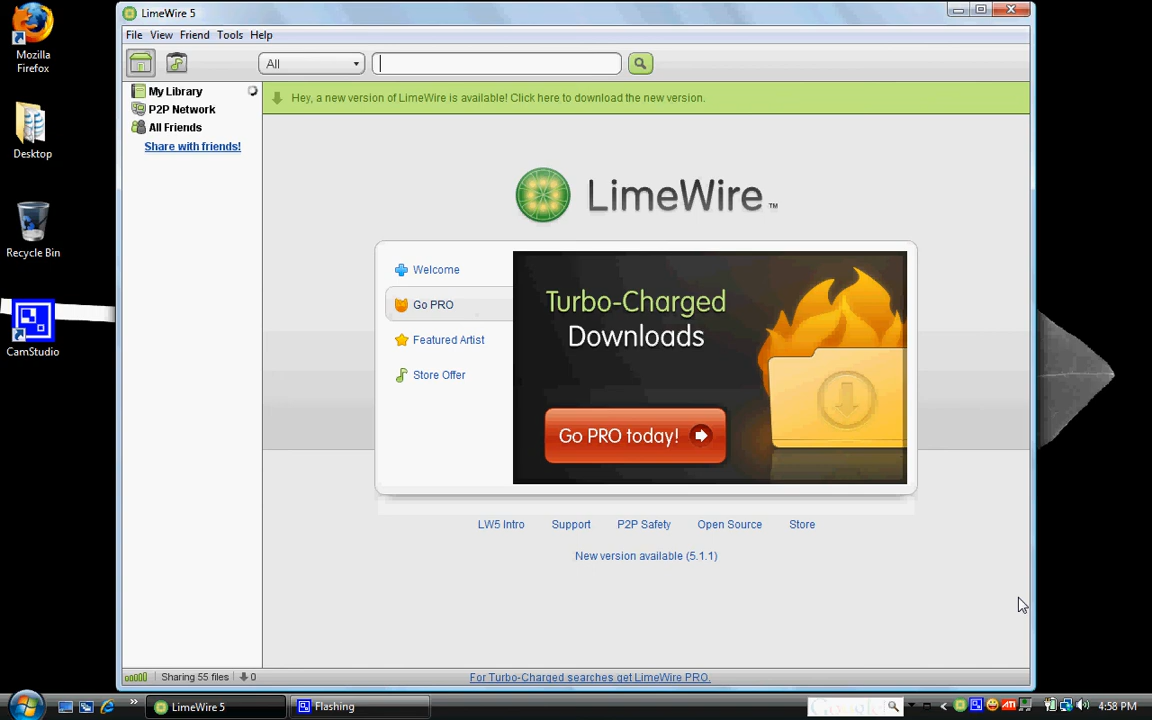 LimeWire 5
File View Friend Tools Help
All
Mozilla
Firefox
Desktop
Recycle Bin
CamStudio
My Library
P2P Network
All Friends
Share with friends!
Hey, a new version of LimeWire is available! Click here to download the new version.
LimeWire™
Welcome
Go PRO
Featured Artist
Store Offer
Turbo-Charged
Downloads
Go PRO today!
LW5 Intro Support P2P Safety Open Source Store
New version available (5.1.1)
Sharing 55 files 0
For Turbo-Charged searches get LimeWire PRO.
LimeWire 5
Flashing
Google
ATI
4:58 PM